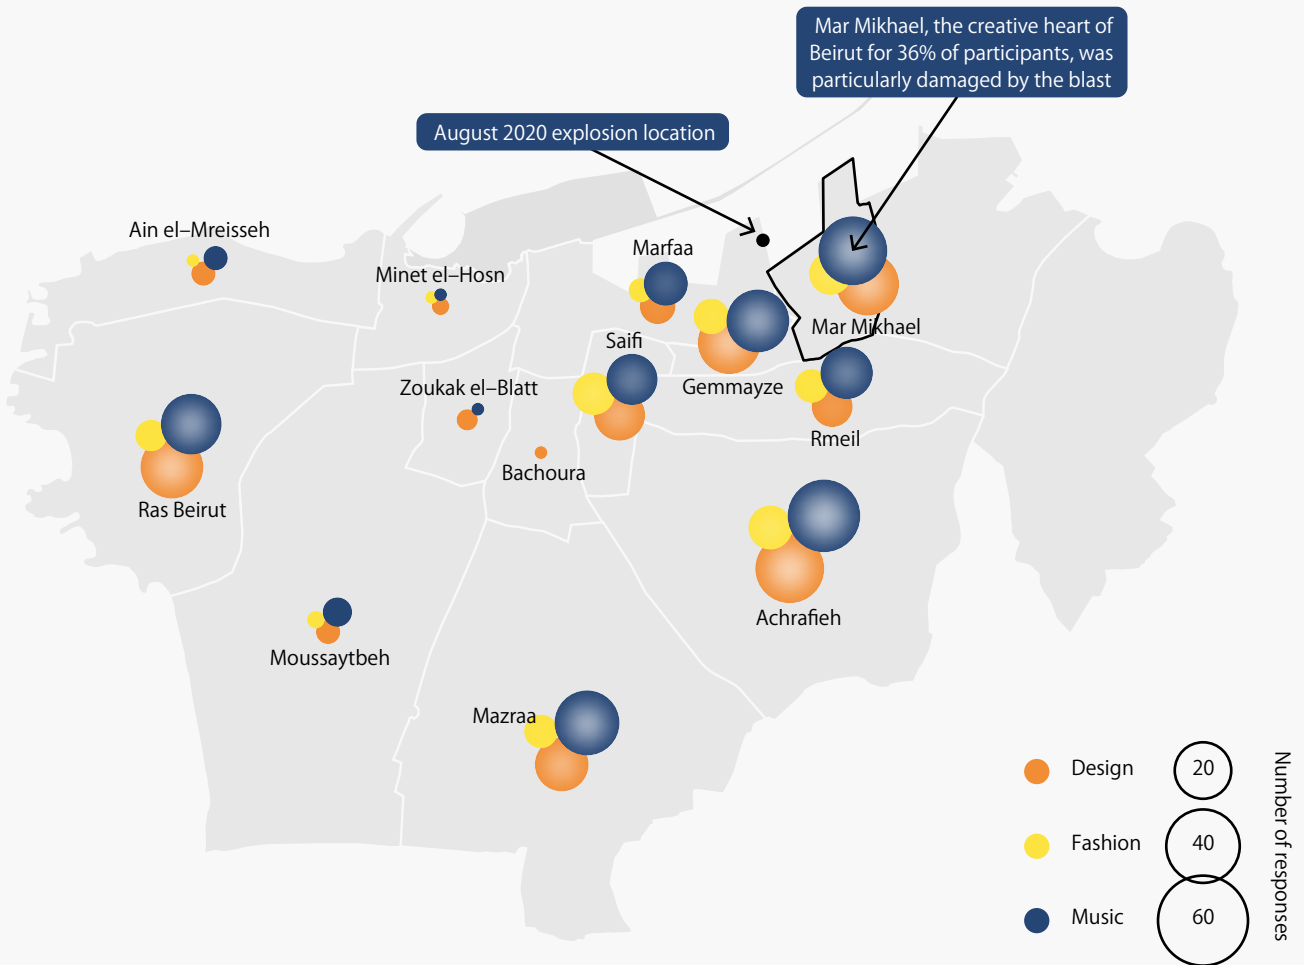 Mar Mikhael, the creative heart of
Beirut for 36% of participants, was
particularly damaged by the blast
August 2020 explosion location
Ain el–Mreisseh
Marfaa
Minet el–Hosn
Mar Mikhael
Saifi
Zoukak el–Blatt
Gemmayze
Rmeil
Bachoura
Ras Beirut
Achrafieh
Moussaytbeh
Mazraa
Design
20
Fashion
40
Music
60
Number of responses